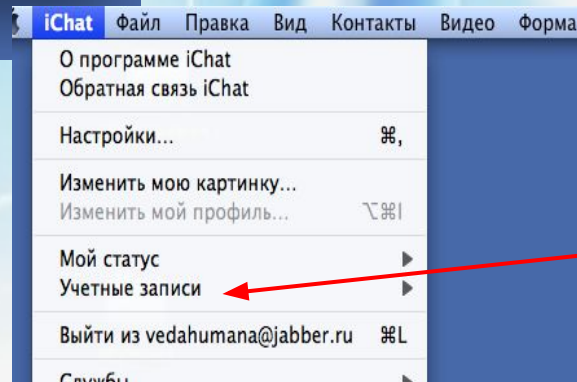 iChat Файл Правка Вид Контакты Видео Форма
О программе iChat
Обратная связь iChat
Настройки... ⌘,
Изменить мою картинку...
Изменить мой профиль... ⌥⌘I
Мой статус
Учетные записи
Выйти из vedahumana@jabber.ru ⌘L
Службы